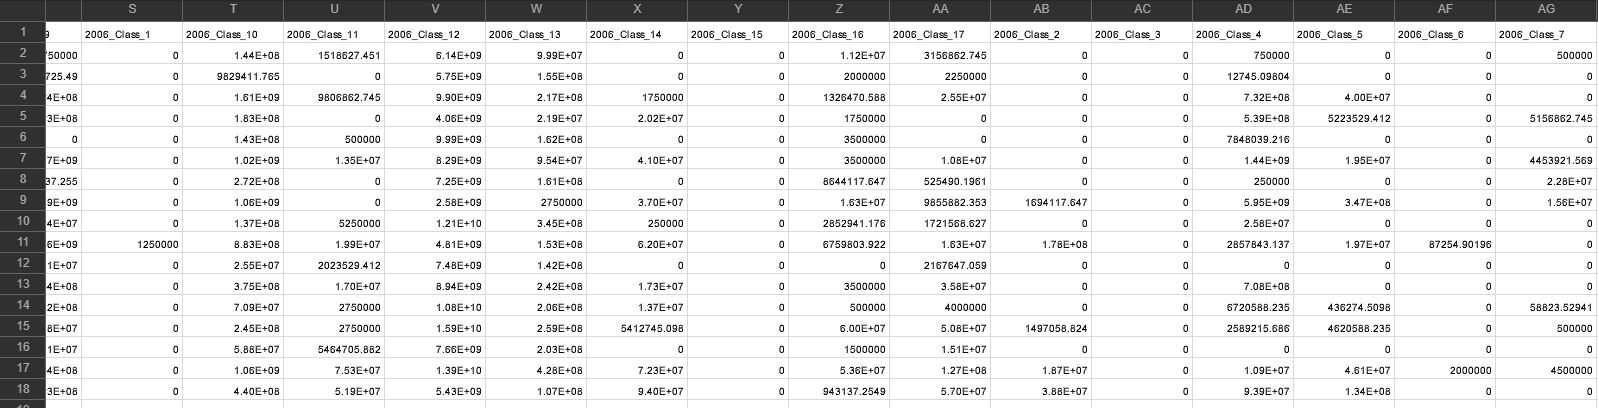 S T U V W X Y Z AA AB AC AD AE AF AG
1 9 2006_Class_1 2006_Class_10 2006_Class_11 2006_Class_12 2006_Class_13 2006_Class_14 2006_Class_15 2006_Class_16 2006_Class_17 2006_Class_2 2006_Class_3 2006_Class_4 2006_Class_5 2006_Class_6 2006_Class_7
2 750000 0 1.44E+08 1518627.451 6.14E+09 9.99E+07 0 0 1.12E+07 3156862.745 0 0 750000 0 0 500000
3 725.49 0 9829411.765 0 5.75E+09 1.55E+08 0 0 2000000 2250000 0 0 12745.09804 0 0 0
4 4E+08 0 1.61E+09 9806862.745 9.90E+09 2.17E+08 1750000 0 1326470.588 2.55E+07 0 0 7.32E+08 4.00E+07 0 0
5 3E+08 0 1.83E+08 0 4.06E+09 2.19E+07 2.02E+07 0 1750000 0 0 0 5.39E+08 5223529.412 0 5156862.745
6 0 0 1.43E+08 500000 9.99E+09 1.62E+08 0 0 3500000 0 0 0 7848039.216 0 0 0
7 7E+09 0 1.02E+09 1.35E+07 8.29E+09 9.54E+07 4.10E+07 0 3500000 1.08E+07 0 0 1.44E+09 1.95E+07 0 4453921.569
8 37.255 0 2.72E+08 0 7.25E+09 1.61E+08 0 0 8644117.647 525490.1961 0 0 250000 0 0 2.28E+07
9 9E+09 0 1.06E+09 0 2.58E+09 2750000 3.70E+07 0 1.63E+07 9855882.353 1694117.647 0 5.95E+09 3.47E+08 0 1.56E+07
10 4E+07 0 1.37E+08 5250000 1.21E+10 3.45E+08 250000 0 2852941.176 1721568.627 0 0 2.58E+07 0 0 0
11 6E+09 1250000 8.83E+08 1.99E+07 4.81E+09 1.53E+08 6.20E+07 0 6759803.922 1.63E+07 1.78E+08 0 2857843.137 1.97E+07 87254.90196 0
12 1E+07 0 2.55E+07 2023529.412 7.48E+09 1.42E+08 0 0 0 2167647.059 0 0 0 0 0 0
13 4E+08 0 3.75E+08 1.70E+07 8.94E+09 2.42E+08 1.73E+07 0 3500000 3.58E+07 0 0 7.08E+08 0 0 0
14 2E+08 0 7.09E+07 2750000 1.08E+10 2.06E+08 1.37E+07 0 500000 4000000 0 0 6720588.235 436274.5098 0 58823.52941
15 8E+07 0 2.45E+08 2750000 1.59E+10 2.59E+08 5412745.098 0 6.00E+07 5.08E+07 1497058.824 0 2589215.686 4620588.235 0 500000
16 1E+07 0 5.88E+07 5464705.882 7.66E+09 2.03E+08 0 0 1500000 1.51E+07 0 0 0 0 0 0
17 4E+08 0 1.06E+09 7.53E+07 1.39E+10 4.28E+08 7.23E+07 0 5.36E+07 1.27E+08 1.87E+07 0 1.09E+07 4.61E+07 2000000 4500000
18 3E+08 0 4.40E+08 5.19E+07 5.43E+09 1.07E+08 9.40E+07 0 943137.2549 5.70E+07 3.88E+07 0 9.39E+07 1.34E+08 0 0